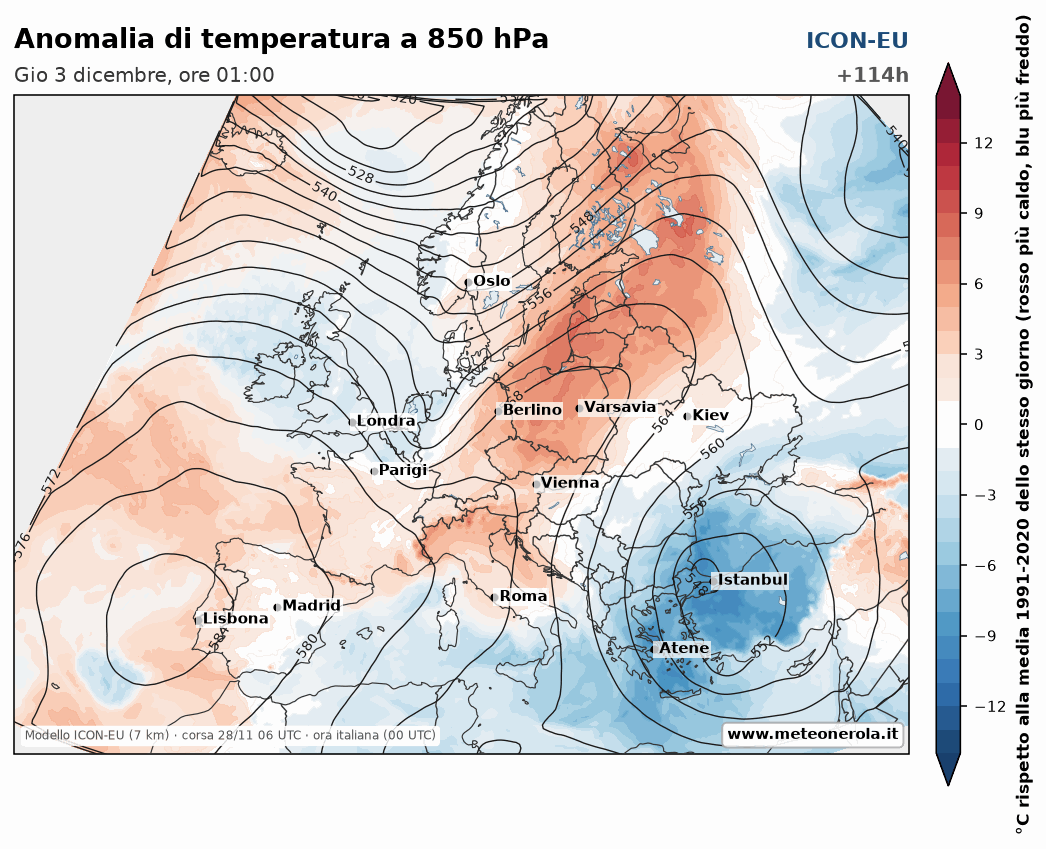 Anomalia di temperatura a 850 hPa
ICON-EU
Gio 3 dicembre, ore 01:00
+114h
540
528
540
548
556
Oslo
572
576
Londra
Berlino
Varsavia
Kiev
564
560
Parigi
Vienna
556
Istanbul
548
Roma
Madrid
Lisbona
584
580
Atene
552
Modello ICON-EU (7 km) · corsa 28/11 06 UTC · ora italiana (00 UTC)
www.meteonerola.it
12
9
6
3
0
−3
−6
−9
−12
°C rispetto alla media 1991-2020 dello stesso giorno (rosso più caldo, blu più freddo)